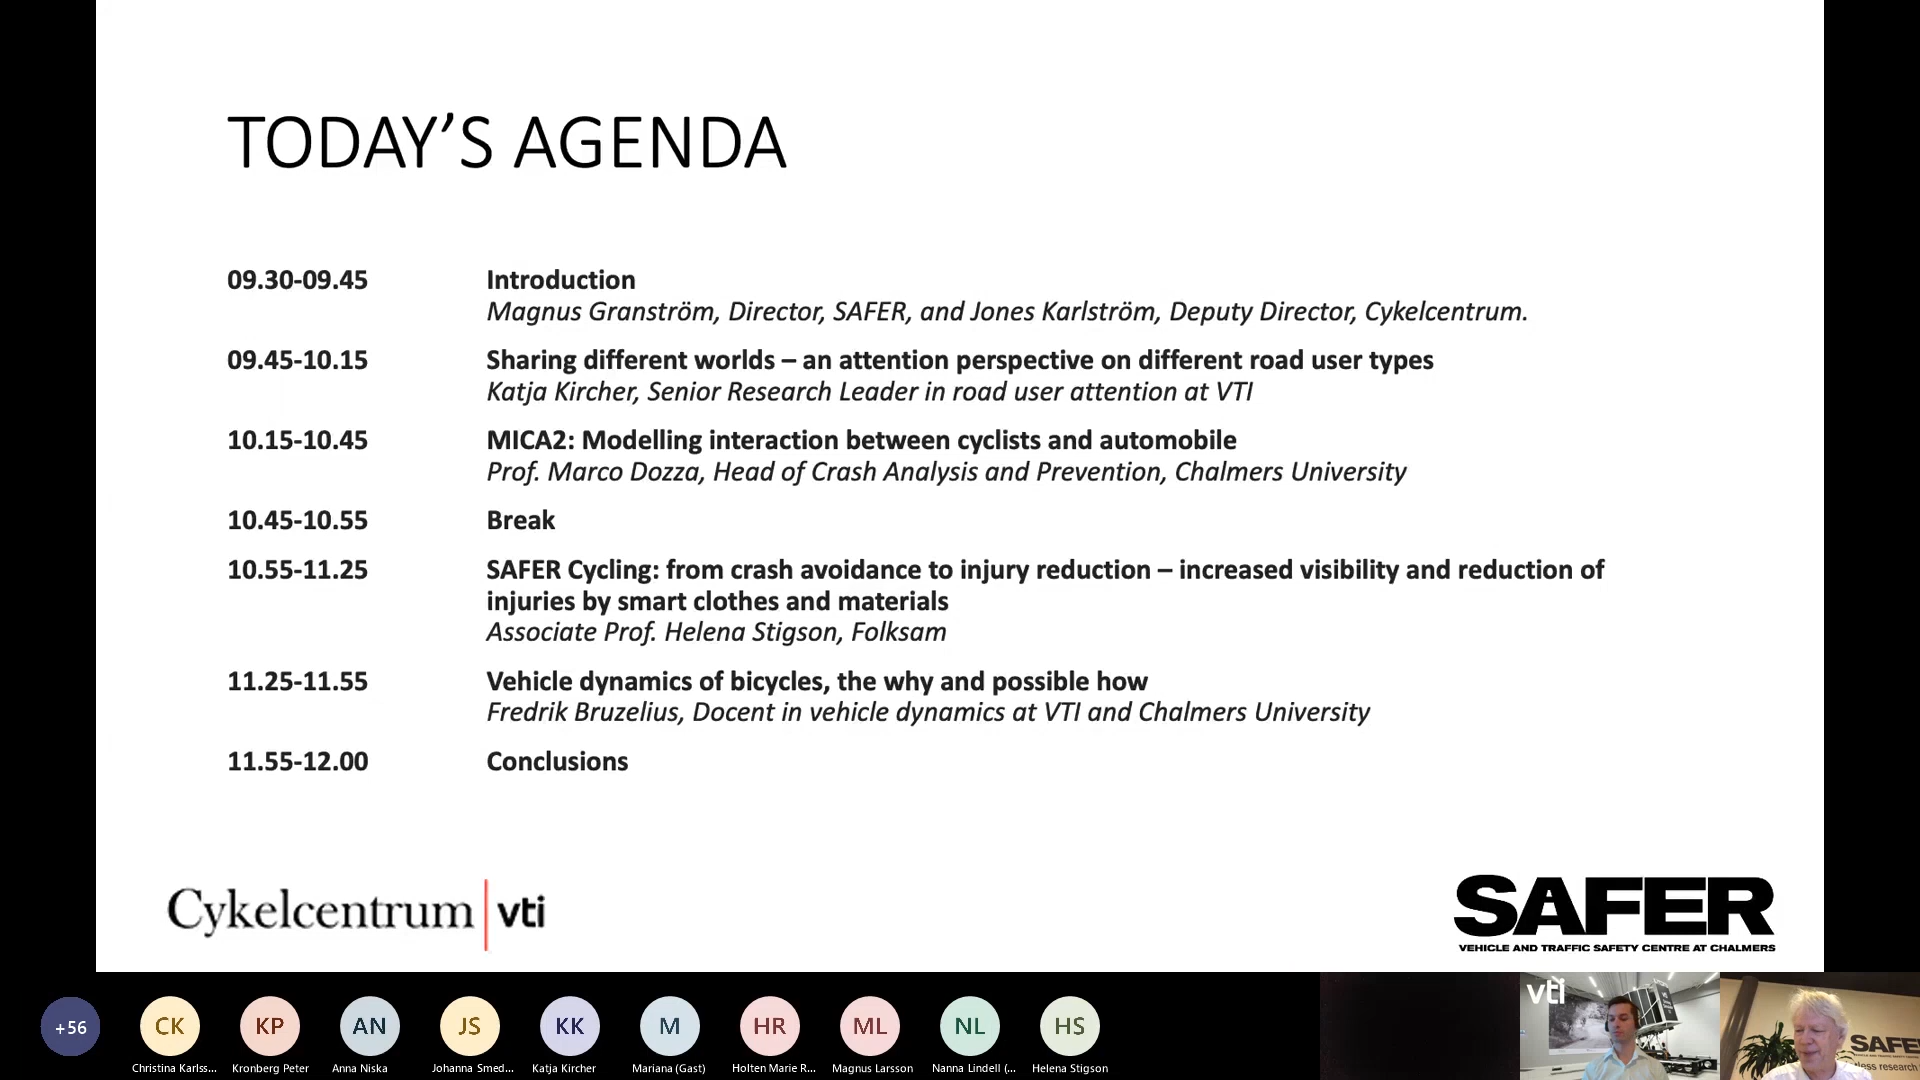 TODAY'S AGENDA
09.30-09.45 Introduction
Magnus Granström, Director, SAFER, and Jones Karlström, Deputy Director, Cykelcentrum.
09.45-10.15 Sharing different worlds – an attention perspective on different road user types
Katja Kircher, Senior Research Leader in road user attention at VTI
10.15-10.45 MICA2: Modelling interaction between cyclists and automobile
Prof. Marco Dozza, Head of Crash Analysis and Prevention, Chalmers University
10.45-10.55 Break
10.55-11.25 SAFER Cycling: from crash avoidance to injury reduction – increased visibility and reduction of
injuries by smart clothes and materials
Associate Prof. Helena Stigson, Folksam
11.25-11.55 Vehicle dynamics of bicycles, the why and possible how
Fredrik Bruzelius, Docent in vehicle dynamics at VTI and Chalmers University
11.55-12.00 Conclusions
Cykelcentrum vti
SAFER
VEHICLE AND TRAFFIC SAFETY CENTRE AT CHALMERS
+56 CK KP AN JS KK M HR ML NL HS
Christina Karlss... Kronberg Peter Anna Niska Johanna Smed... Katja Kircher Mariana (Gast) Holten Marie R... Magnus Larsson Nanna Lindell (... Helena Stigson
vti
SAFE
less research